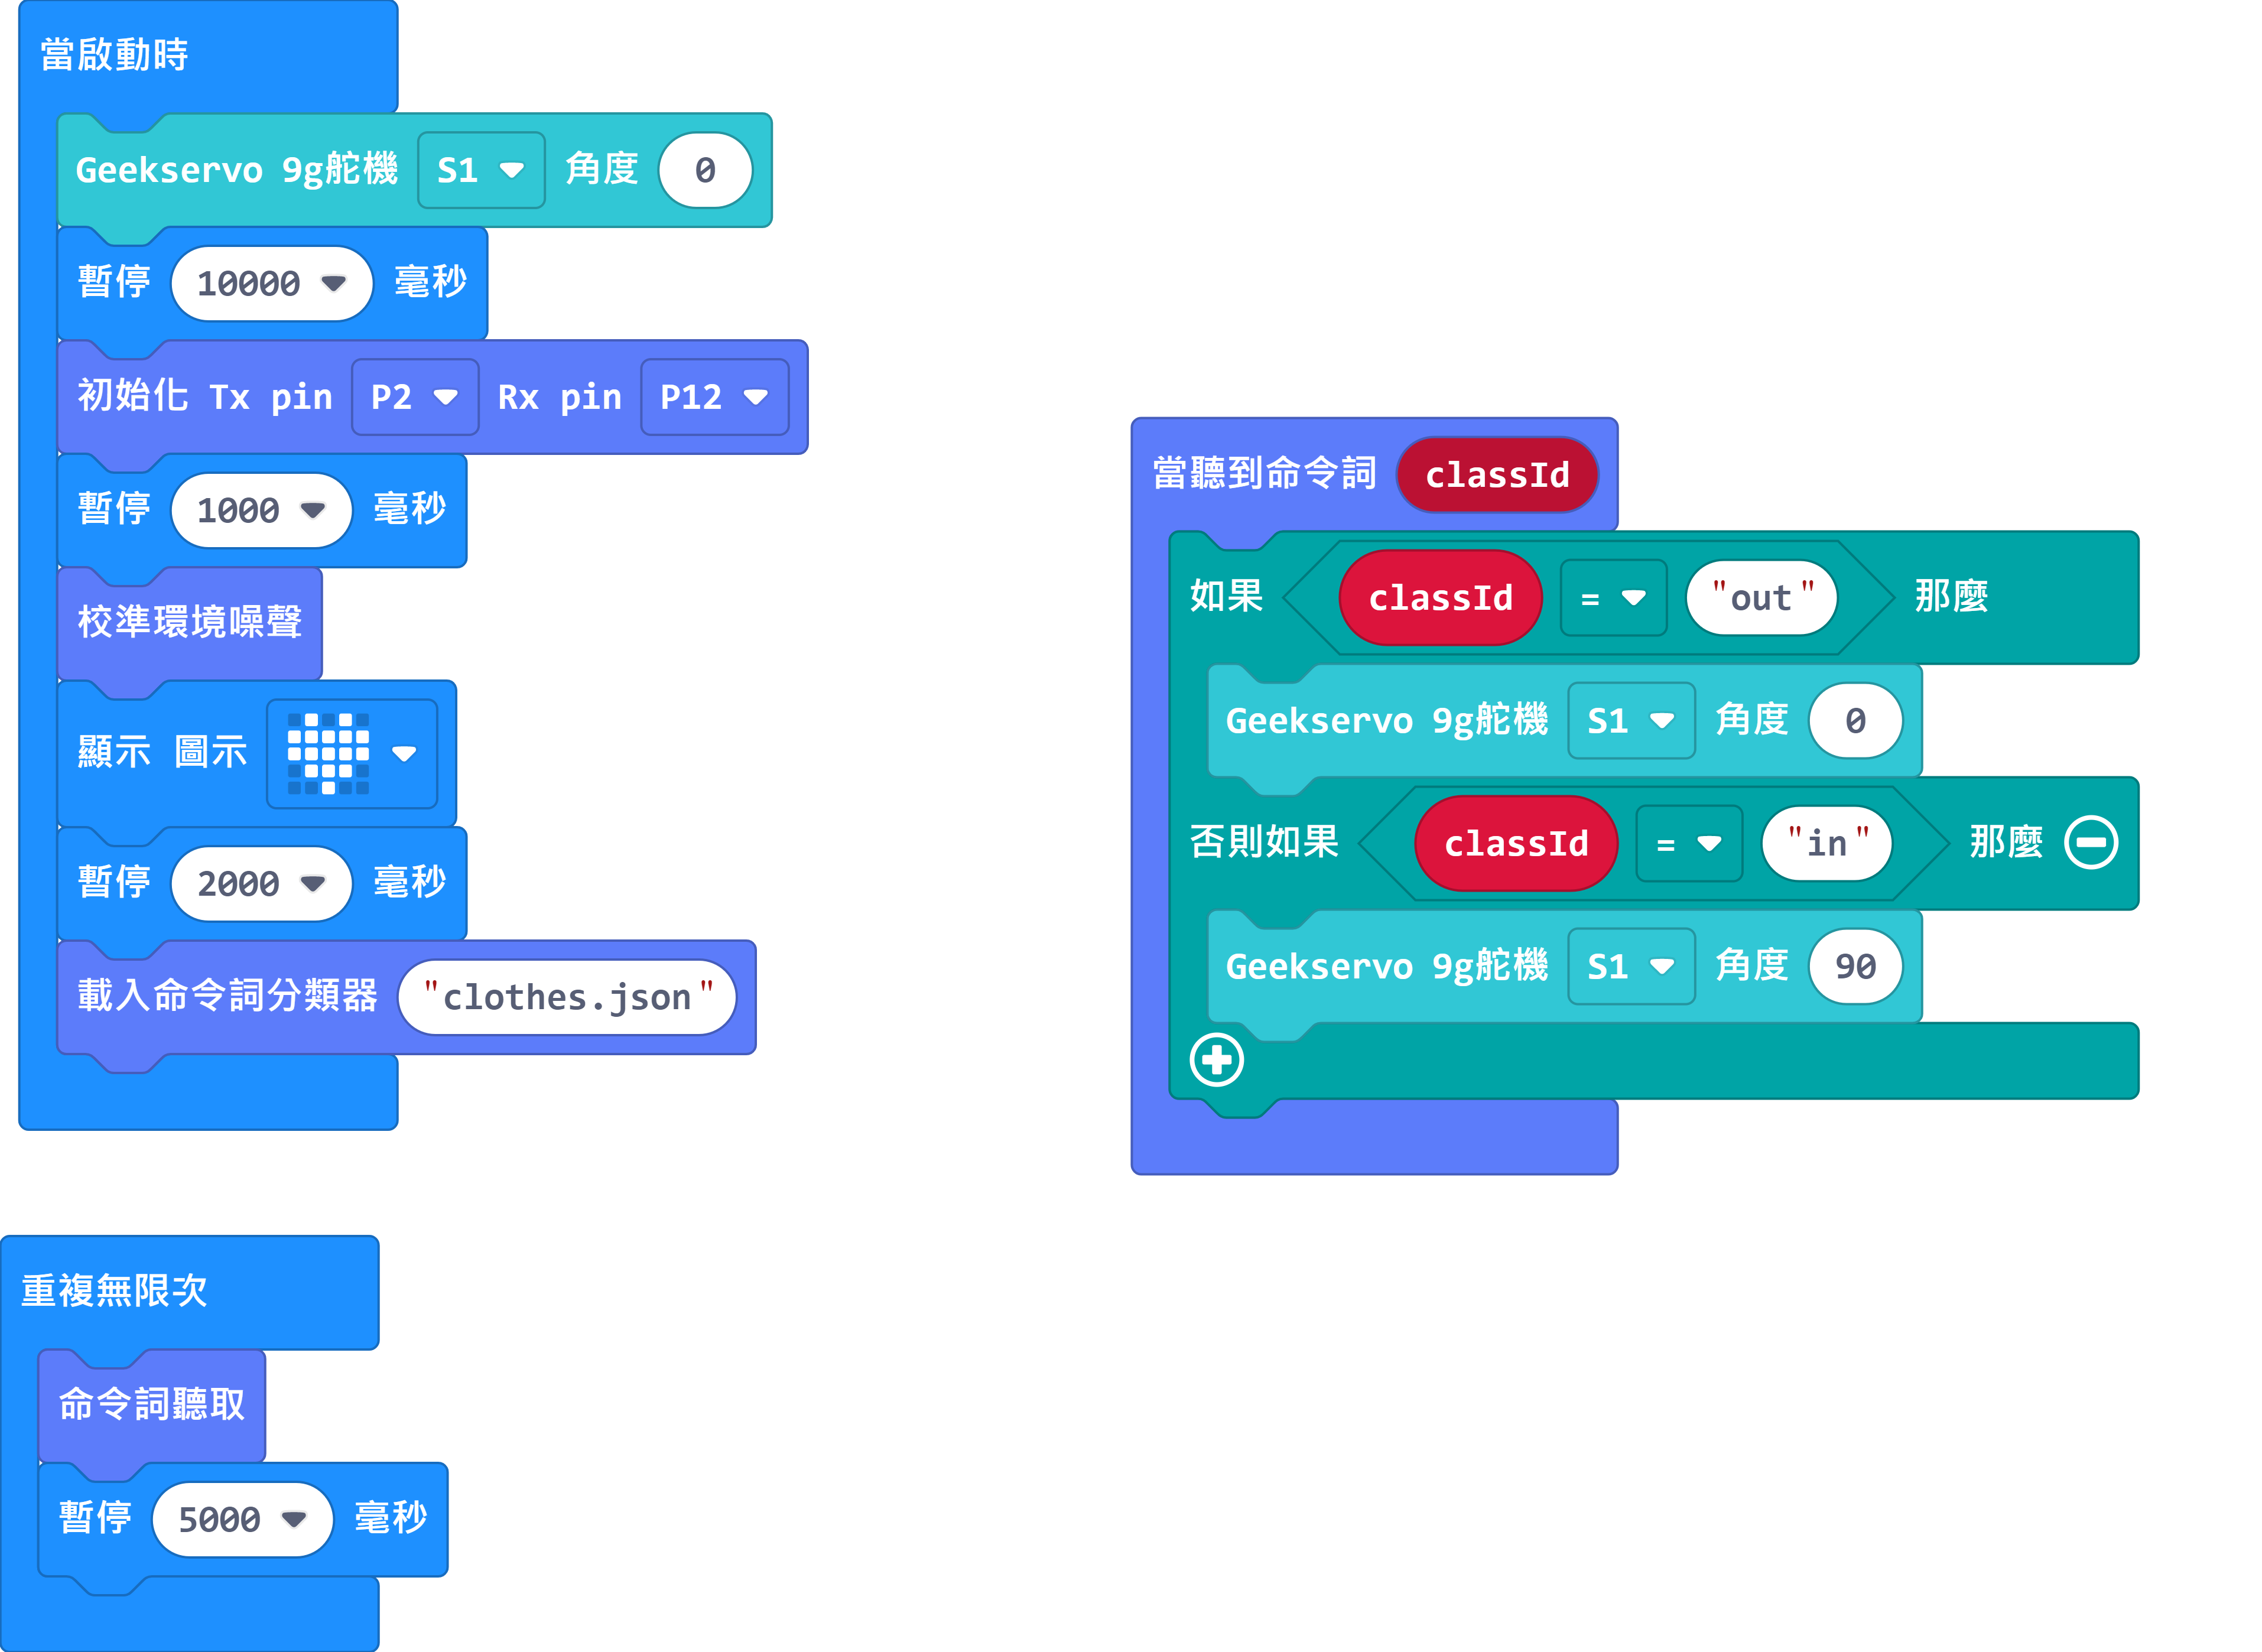 當啟動時
Geekservo 9g舵機 S1 角度 0
暫停 10000 毫秒
初始化 Tx pin P2 Rx pin P12
暫停 1000 毫秒
校準環境噪聲
顯示 圖示
暫停 2000 毫秒
載入命令詞分類器 "clothes.json"
當聽到命令詞 classId
如果 classId = "out" 那麼
Geekservo 9g舵機 S1 角度 0
否則如果 classId = "in" 那麼
Geekservo 9g舵機 S1 角度 90
重複無限次
命令詞聽取
暫停 5000 毫秒